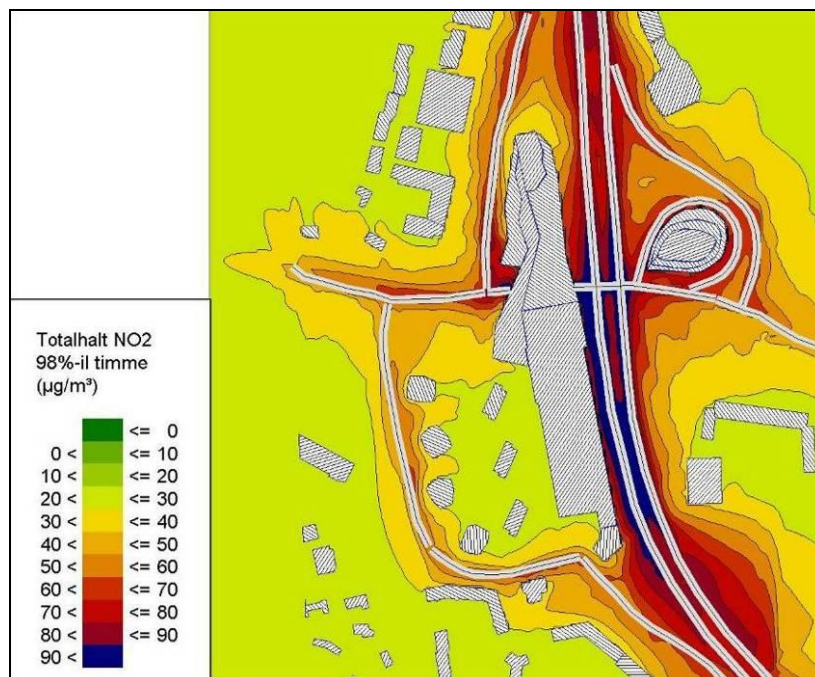 Totalhalt NO2
98%-il timme
(µg/m³)
<= 0
0 < <= 10
10 < <= 20
20 < <= 30
30 < <= 40
40 < <= 50
50 < <= 60
60 < <= 70
70 < <= 80
80 < <= 90
90 <